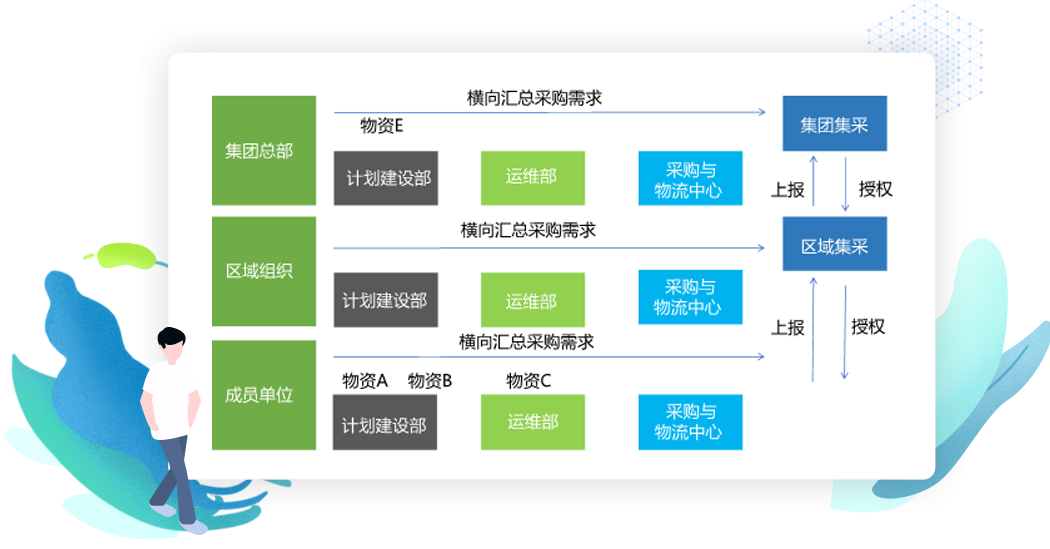 横向汇总采购需求
物资E
集团总部
计划建设部
运维部
采购与
物流中心
集团集采
上报
授权
横向汇总采购需求
区域组织
计划建设部
运维部
采购与
物流中心
区域集采
上报
授权
横向汇总采购需求
物资A
物资B
物资C
成员单位
计划建设部
运维部
采购与
物流中心